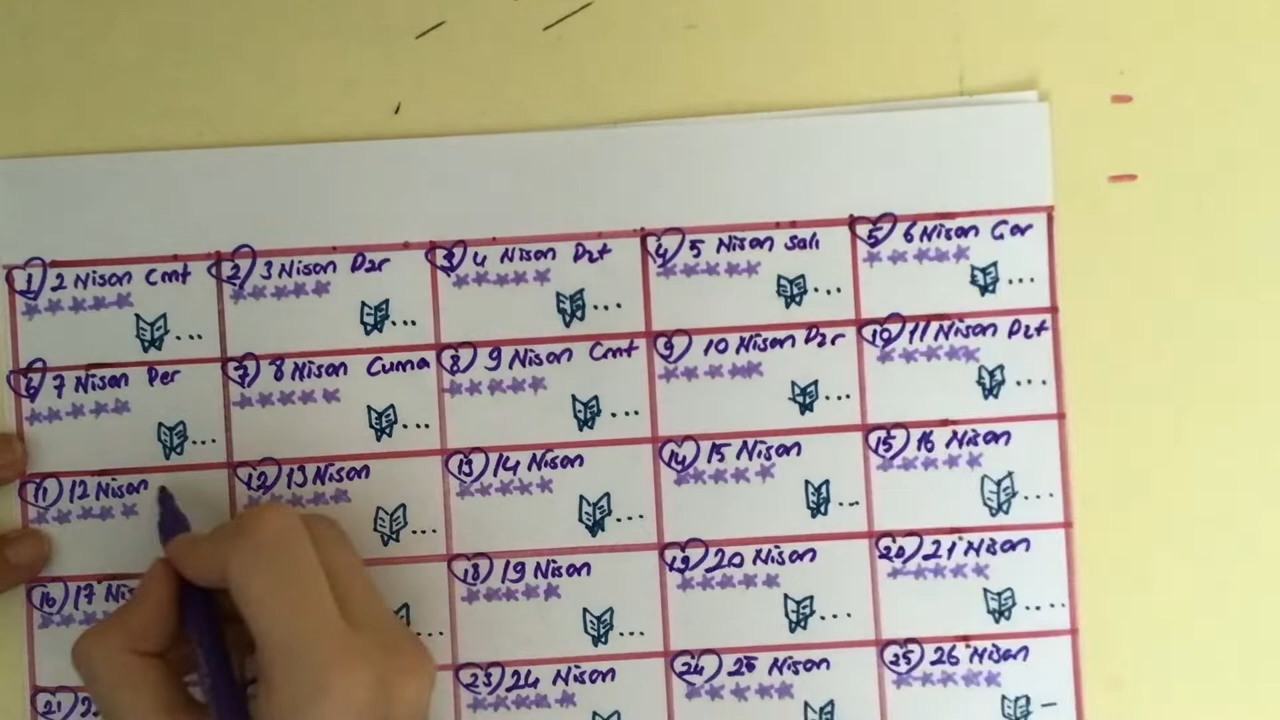 1 2 Nisan Cmt
2 3 Nisan Pzr
3 4 Nisan Pzt
4 5 Nisan Salı
5 6 Nisan Çar
6 7 Nisan Per
7 8 Nisan Cuma
8 9 Nisan Cmt
9 10 Nisan Pzr
10 11 Nisan Pzt
11 12 Nisan
12 13 Nisan
13 14 Nisan
14 15 Nisan
15 16 Nisan
16 17 Nis
18 19 Nisan
19 20 Nisan
20 21 Nisan
21
23 24 Nisan
24 25 Nisan
25 26 Nisan